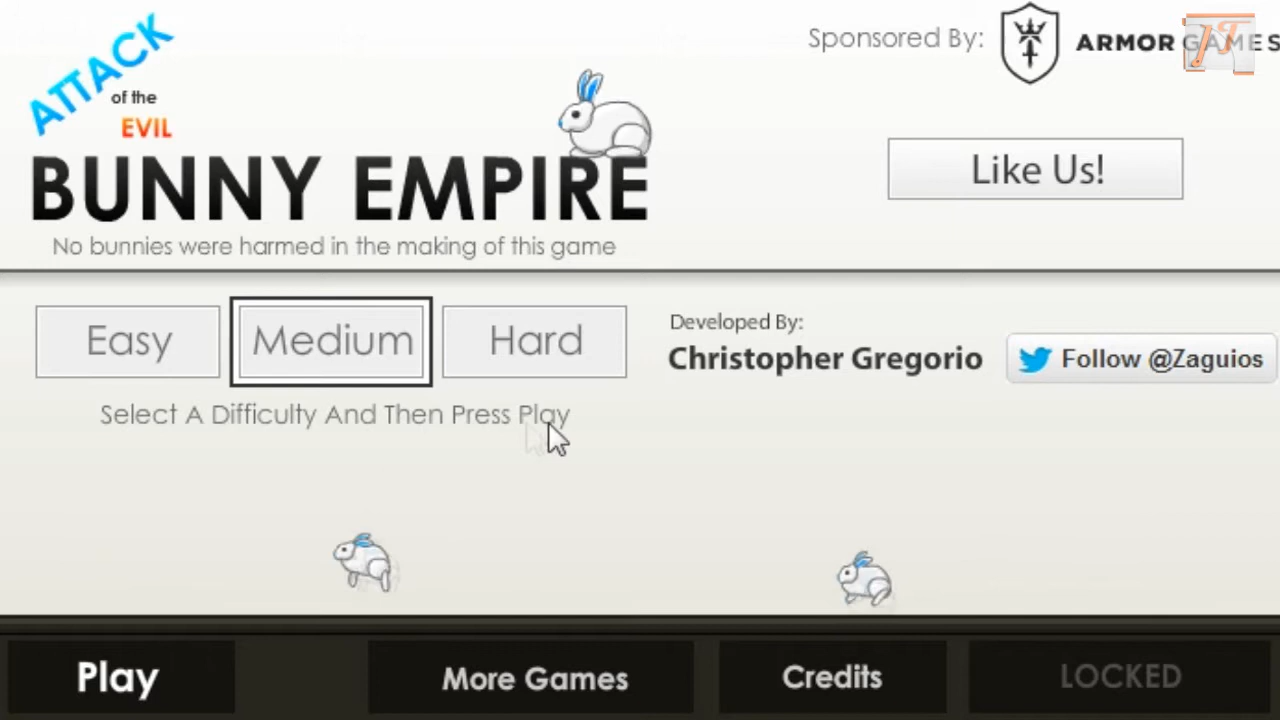 ATTACK
of the
EVIL
BUNNY EMPIRE
No bunnies were harmed in the making of this game
Sponsored By:
ARMOR GAMES
Like Us!
Easy
Medium
Hard
Select A Difficulty And Then Press Play
Developed By:
Christopher Gregorio
Follow @Zaguios
Play
More Games
Credits
LOCKED